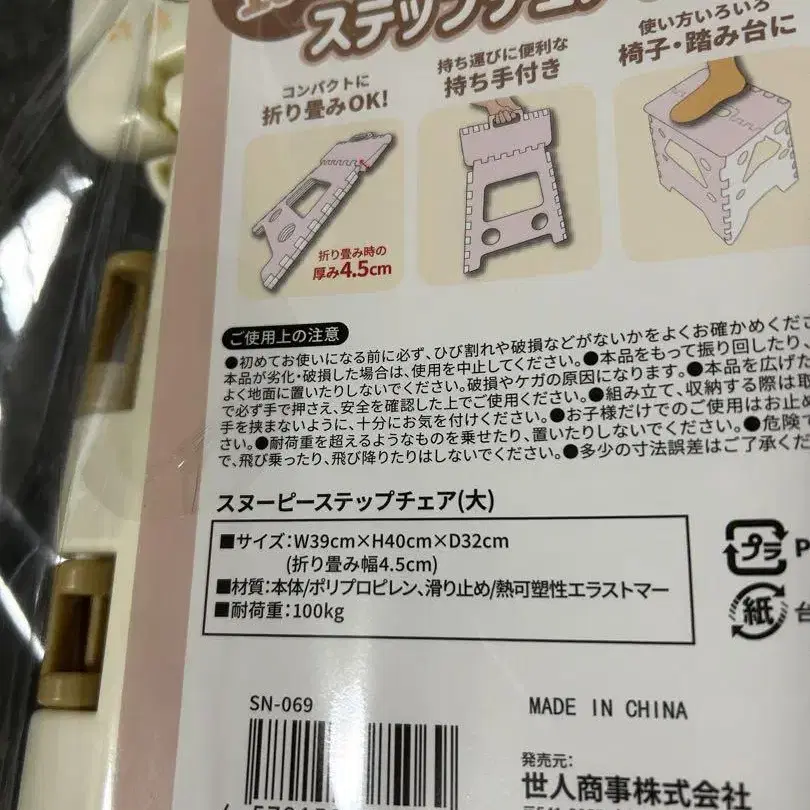 ステップチェア
コンパクトに
折り畳みOK!
持ち運びに便利な
持ち手付き
使い方いろいろ
椅子・踏み台に
折り畳み時の
厚み4.5cm
ご使用上の注意
●初めてお使いになる前に必ず、ひび割れや破損などがないかをよくお確かめくださ
本品が劣化・破損した場合は、使用を中止してください。●本品をもって振り回したり、
よく地面に置いたりしないでください。破損やケガの原因になります。●本品を広げた
で必ず手で押さえ、安全を確認した上でご使用ください。●組み立て、収納する際は
手を挟まないように、十分にお気を付けください。●お子様だけでのご使用はお止め
さい。●耐荷重を超えるようなものを乗せたり、置いたりしないでください。●危険で
で、飛び乗ったり、飛び降りたりはしないでください。●多少の寸法誤差はご了承くだ
スヌーピーステップチェア(大)
■サイズ:W39cm×H40cm×D32cm
(折り畳み幅4.5cm)
■材質:本体/ポリプロピレン、滑り止め/熱可塑性エラストマー
■耐荷重:100kg
プラ
紙
SN-069
MADE IN CHINA
発売元:
世人商事株式会社